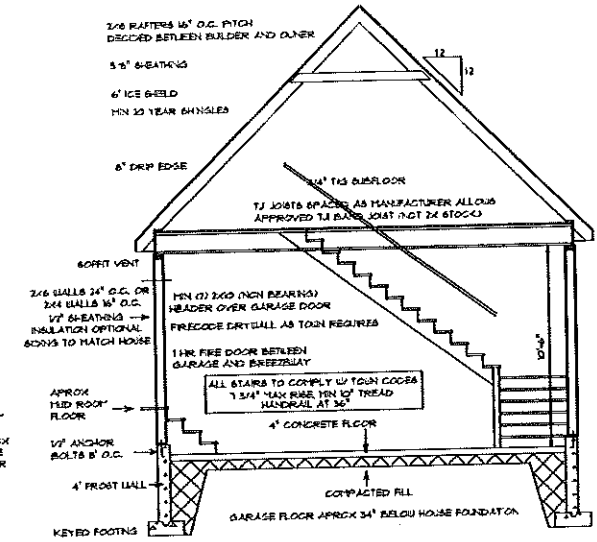 2X8 RAFTERS 16" O.C. PITCH
DECIDED BETWEEN BUILDER AND OWNER
5 8" SHEATHING
6' ICE SHIELD
MIN 20 YEAR SHINGLES
8" DRIP EDGE
12
12
3/4" T&G SUBFLOOR
TJ JOISTS SPACED AS MANUFACTURER ALLOWS
APPROVED TJ BAND JOIST (NOT 2X STOCK)
SOFFIT VENT
2X6 WALLS 24" O.C. OR
2X4 WALLS 16" O.C.
1/2" SHEATHING
INSULATION OPTIONAL
SIDING TO MATCH HOUSE
MIN (2) 2X10 (NON BEARING)
HEADER OVER GARAGE DOOR
FIRECODE DRYWALL AS TOWN REQUIRES
1 HR FIRE DOOR BETWEEN
GARAGE AND BREEZEWAY
10'-6"
ALL STAIRS TO COMPLY W/ TOWN CODES
7 3/4" MAX RISE, MIN 10" TREAD
HANDRAIL AT 36"
APROX
MUD ROOM
FLOOR
4" CONCRETE FLOOR
1/2" ANCHOR
BOLTS 8' O.C.
4' FROST WALL
COMPACTED FILL
GARAGE FLOOR APROX 34" BELOW HOUSE FOUNDATION
KEYED FOOTING